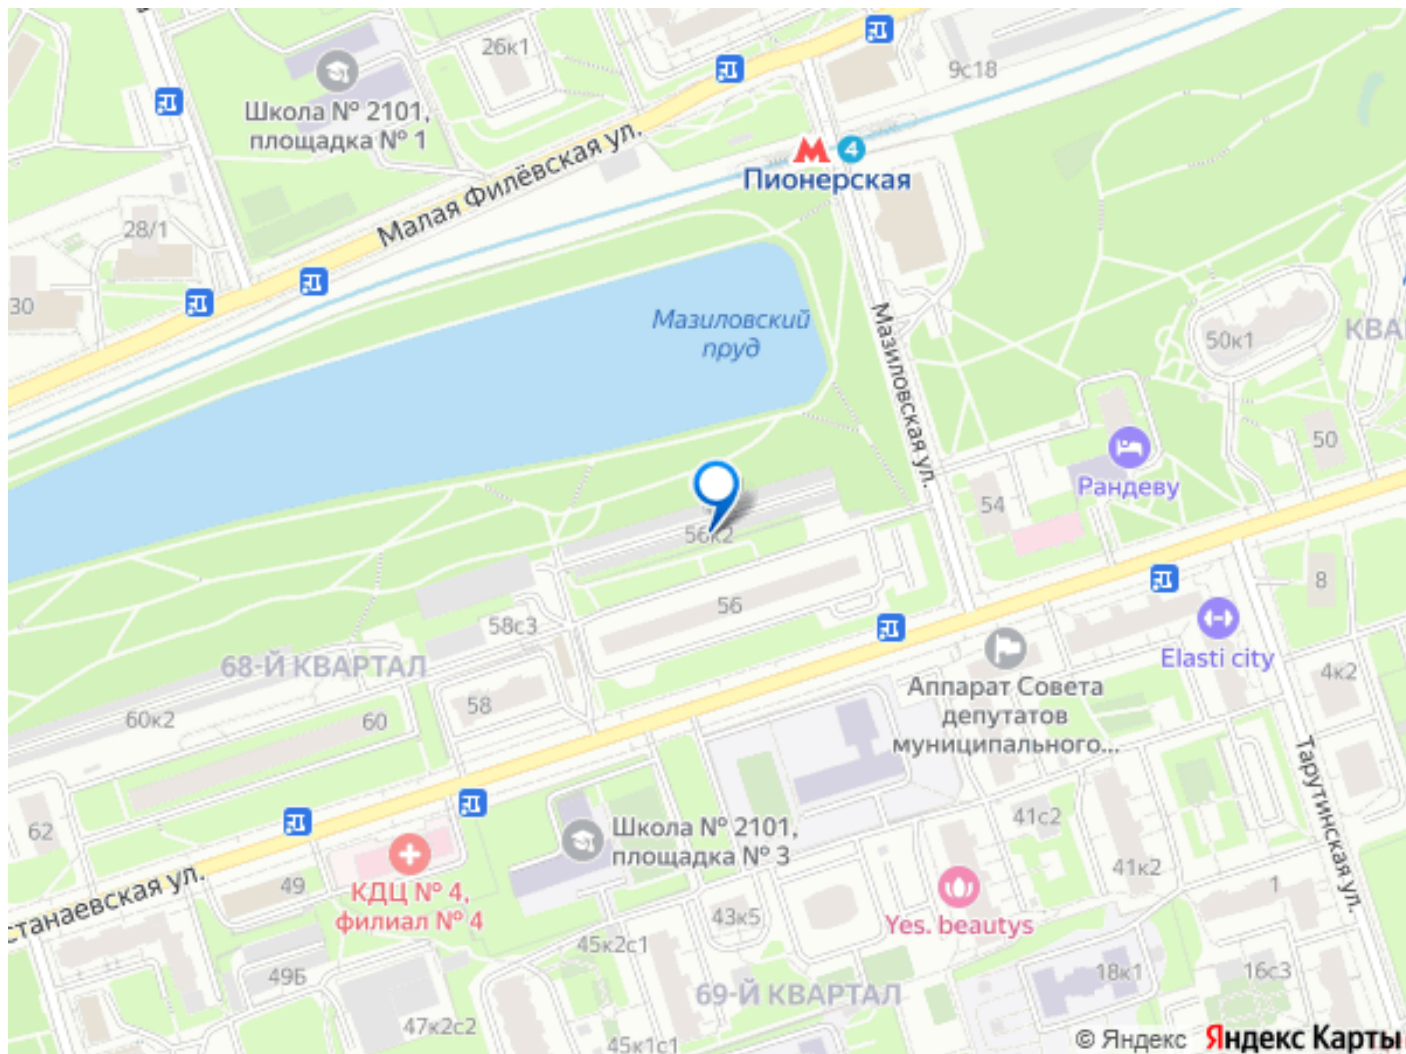 26к1
9с18
Школа № 2101,
площадка № 1
4
Малая Филёвская ул.
Пионерская
28/1
30
Мазиловский
пруд
Мазиловская ул.
50к1
КВА
50
Рандеву
54
56к2
56
8
58с3
Elasti city
68-Й КВАРТАЛ
Аппарат Совета
депутатов
муниципального...
4к2
58
60к2
60
Тарутинская ул.
62
Школа № 2101,
площадка № 3
41с2
41к2
станаевская ул.
49
КДЦ № 4,
филиал № 4
1
43к5
Yes. beautys
45к2с1
49Б
18к1
16с3
69-Й КВАРТАЛ
47к2с2
45к1с1
© Яндекс Яндекс Карты